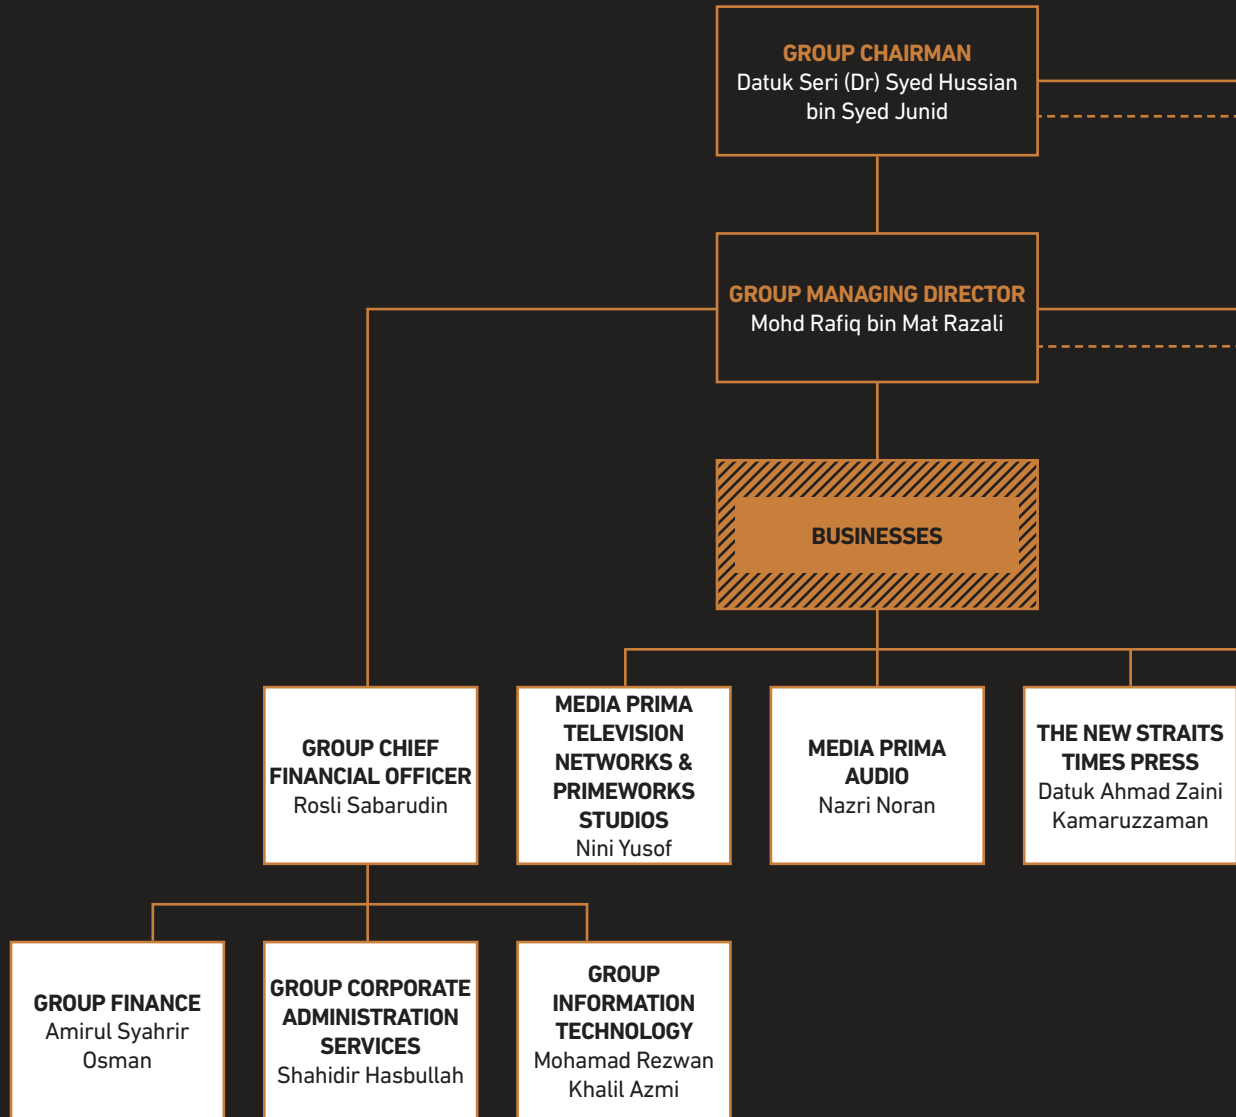 GROUP CHAIRMAN
Datuk Seri (Dr) Syed Hussian
bin Syed Junid
GROUP MANAGING DIRECTOR
Mohd Rafiq bin Mat Razali
BUSINESSES
GROUP CHIEF
FINANCIAL OFFICER
Rosli Sabarudin
MEDIA PRIMA
TELEVISION
NETWORKS &
PRIMEWORKS
STUDIOS
Nini Yusof
MEDIA PRIMA
AUDIO
Nazri Noran
THE NEW STRAITS
TIMES PRESS
Datuk Ahmad Zaini
Kamaruzzaman
GROUP FINANCE
Amirul Syahrir
Osman
GROUP CORPORATE
ADMINISTRATION
SERVICES
Shahidir Hasbullah
GROUP
INFORMATION
TECHNOLOGY
Mohamad Rezwan
Khalil Azmi